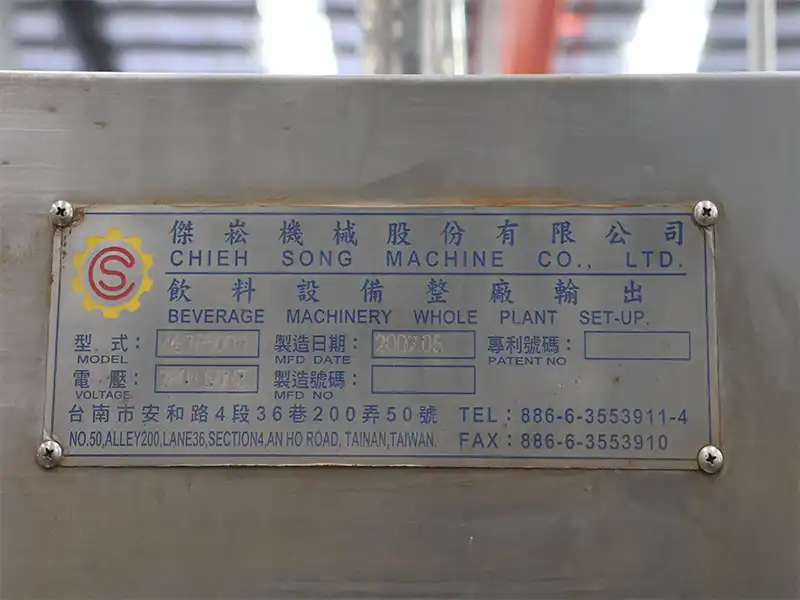 傑崧機械股份有限公司
CHIEH SONG MACHINE CO., LTD.
飲料設備整廠輸出
BEVERAGE MACHINERY WHOLE PLANT SET-UP.
型式： 製造日期：2007.05 專利號碼：
MODEL MFD DATE PATENT NO
電壓： 製造號碼：
VOLTAGE MFD NO
台南市安和路4段36巷200弄50號 TEL：886-6-3553911-4
NO.50,ALLEY200,LANE36,SECTION4,AN HO ROAD, TAINAN,TAIWAN. FAX：886-6-3553910